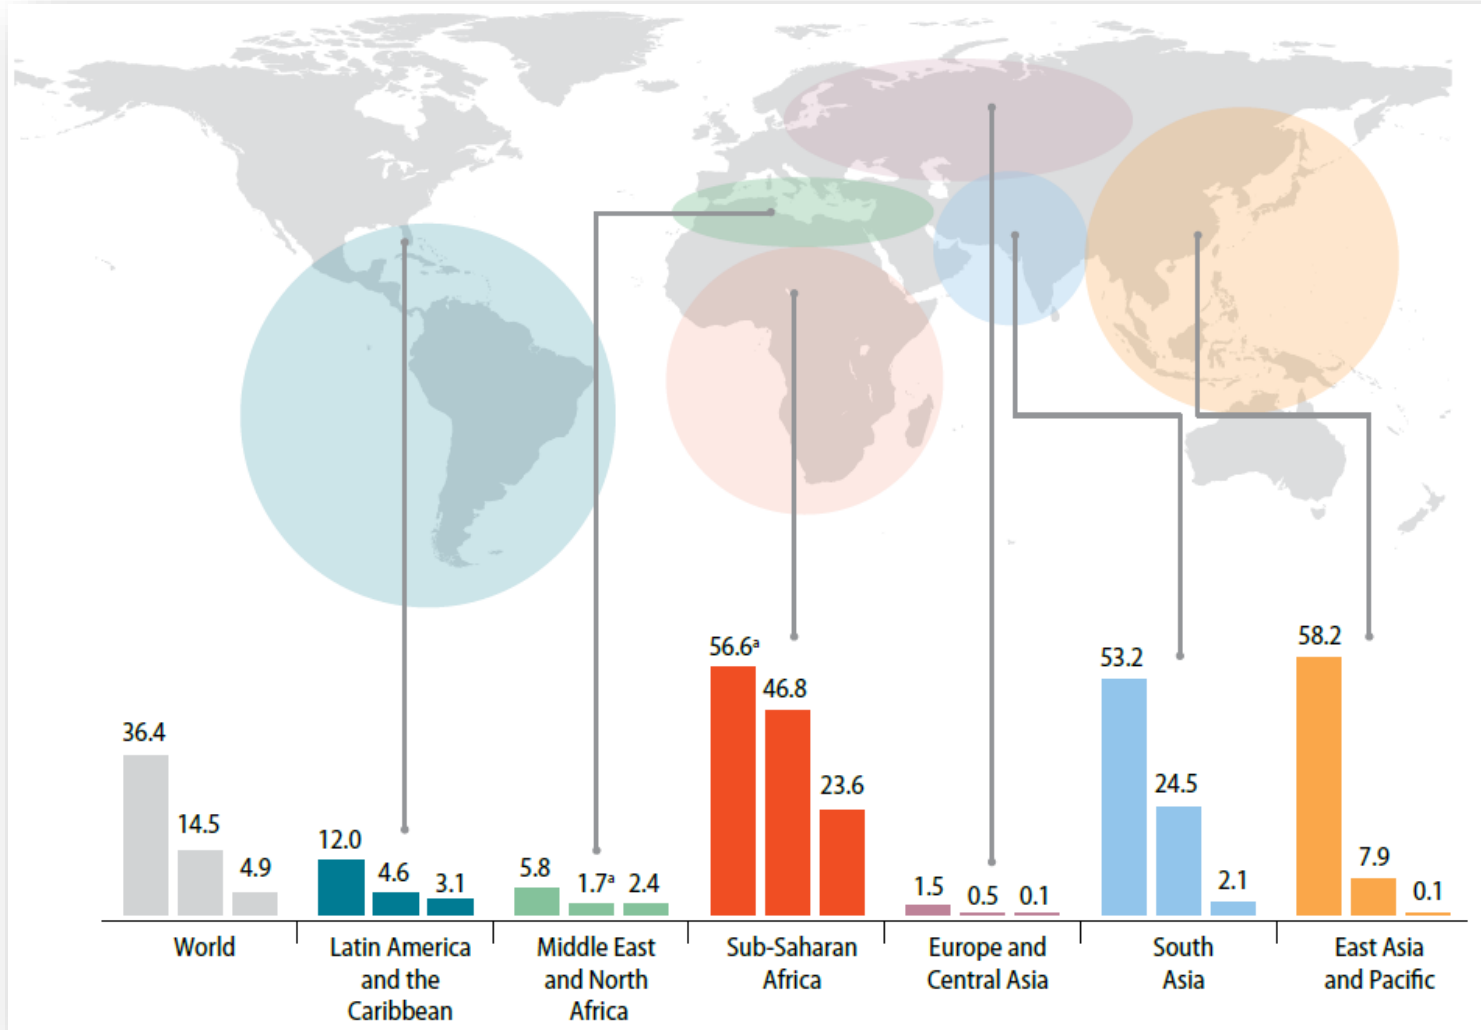 36.4
14.5
4.9
12.0
4.6
3.1
5.8
1.7ᵃ
2.4
56.6ᵃ
46.8
23.6
1.5
0.5
0.1
53.2
24.5
2.1
58.2
7.9
0.1
World
Latin America
and the
Caribbean
Middle East
and North
Africa
Sub-Saharan
Africa
Europe and
Central Asia
South
Asia
East Asia
and Pacific